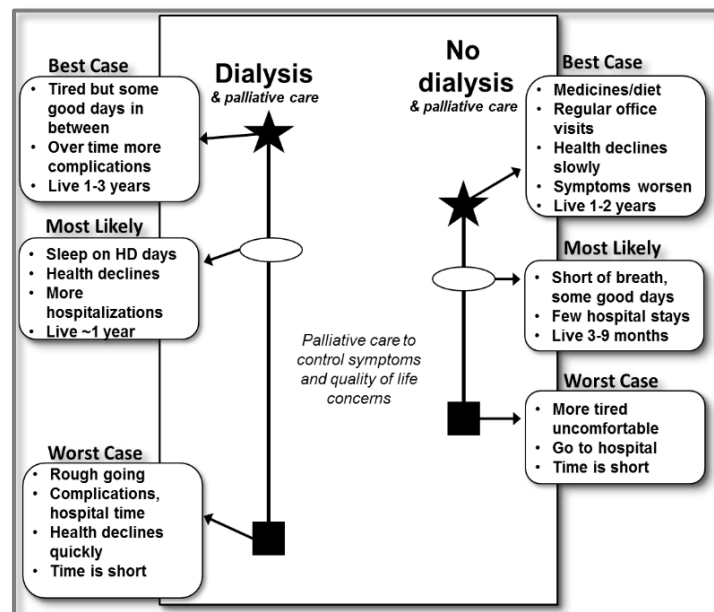 Best Case
Tired but some
good days in
between
Over time more
complications
Live 1-3 years
Most Likely
Sleep on HD days
Health declines
More
hospitalizations
Live ~1 year
Worst Case
Rough going
Complications,
hospital time
Health declines
quickly
Time is short
Dialysis
& palliative care
Palliative care to
control symptoms
and quality of life
concerns
No
dialysis
& palliative care
Best Case
Medicines/diet
Regular office
visits
Health declines
slowly
Symptoms worsen
Live 1-2 years
Most Likely
Short of breath,
some good days
Few hospital stays
Live 3-9 months
Worst Case
More tired
uncomfortable
Go to hospital
Time is short